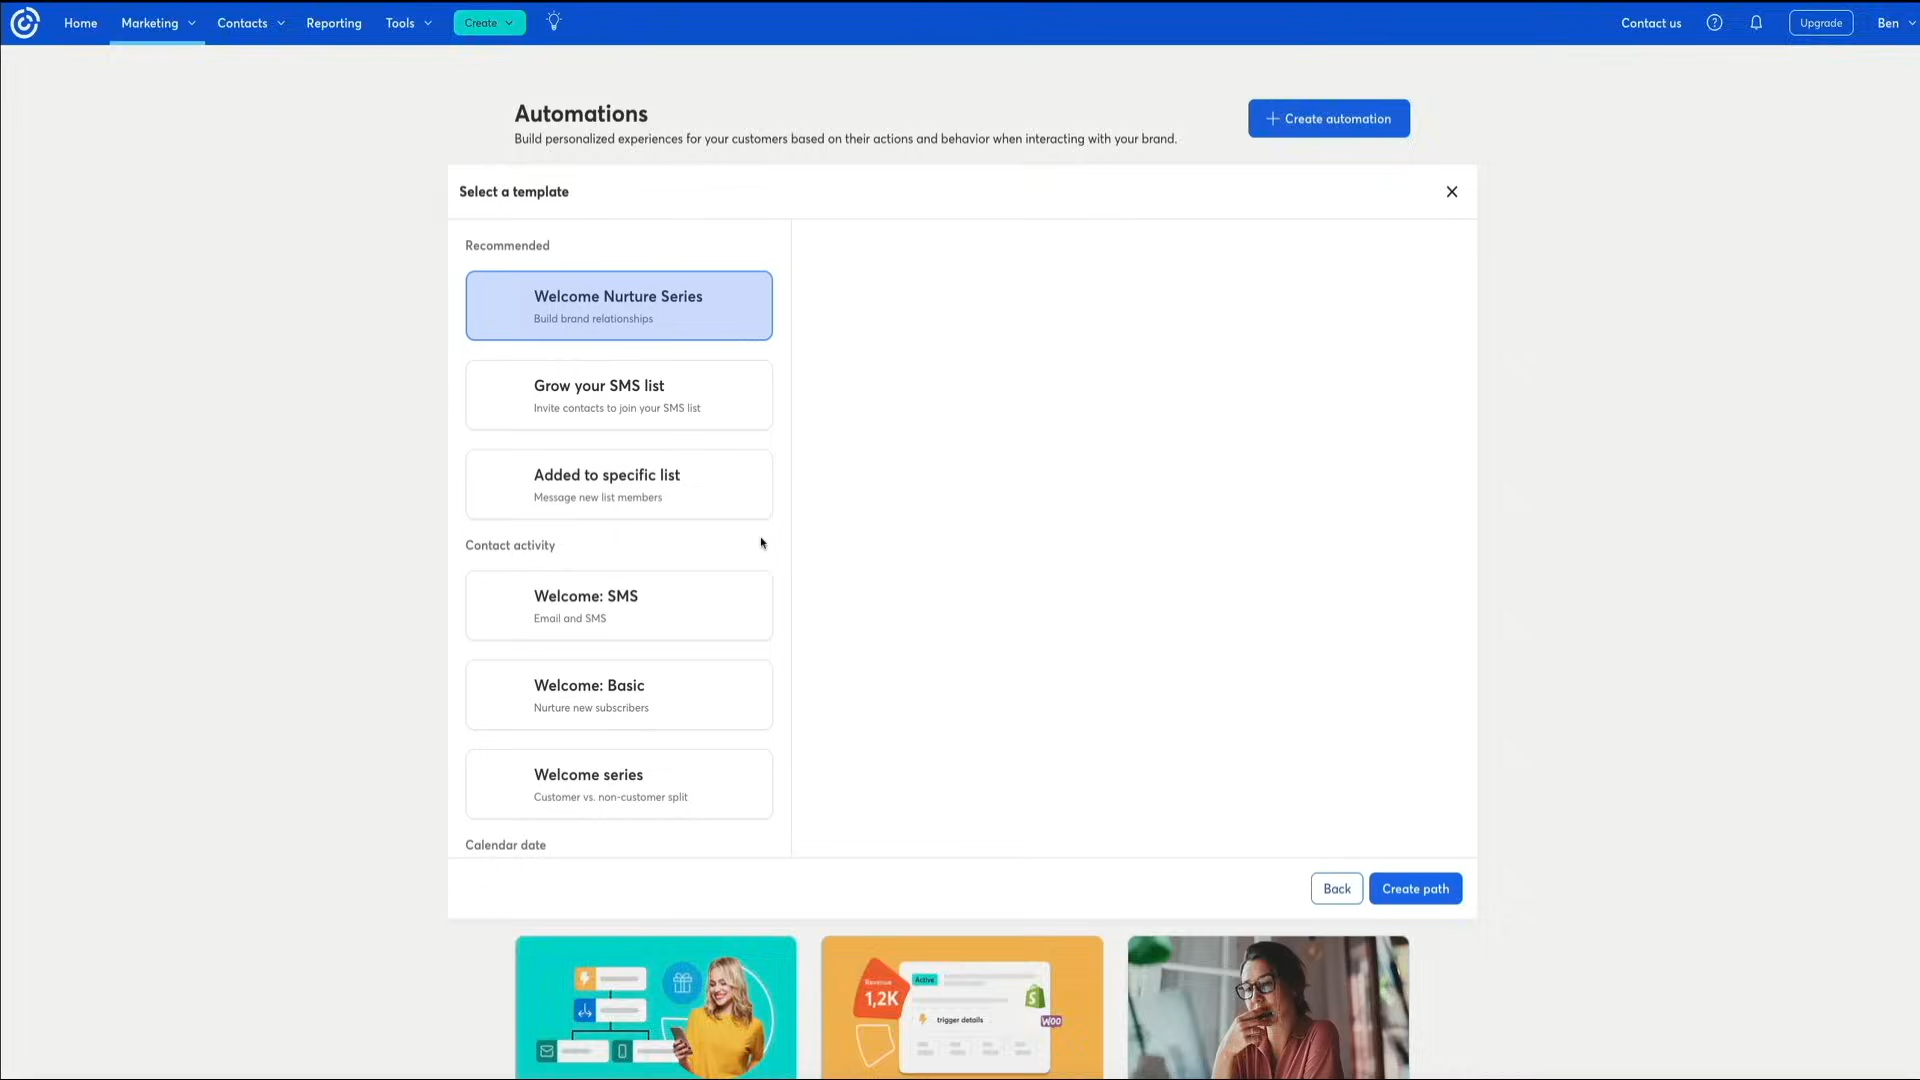 Home Marketing Contacts Reporting Tools Create Contact us Upgrade Ben
Automations
Create automation
Build personalized experiences for your customers based on their actions and behavior when interacting with your brand.
Select a template
Recommended
Welcome Nurture Series
Build brand relationships
Grow your SMS list
Invite contacts to join your SMS list
Added to specific list
Message new list members
Contact activity
Welcome: SMS
Email and SMS
Welcome: Basic
Nurture new subscribers
Welcome series
Customer vs. non-customer split
Calendar date
Back Create path
Revenue
1,2K
Active
trigger details
WOO